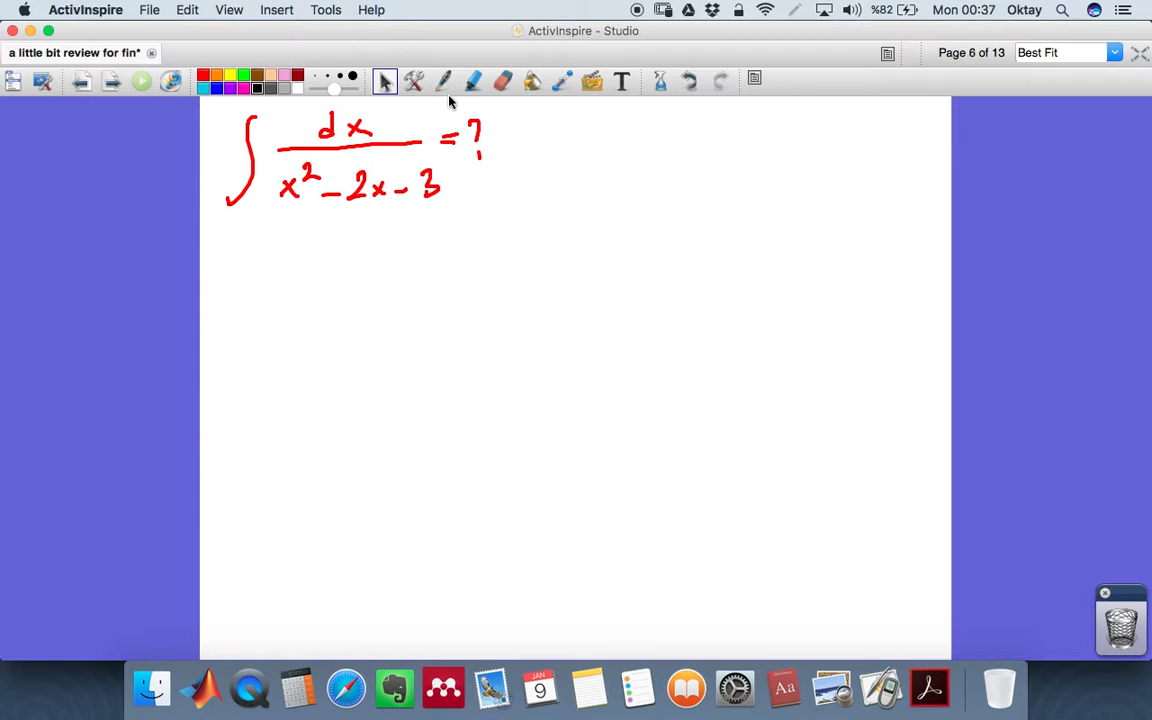 ActivInspire File Edit View Insert Tools Help %82 Mon 00:37 Oktay
ActivInspire - Studio
a little bit review for fin* Page 6 of 13 Best Fit
T
∫ dx / (x² - 2x - 3) = ?
JAN
9
Aa